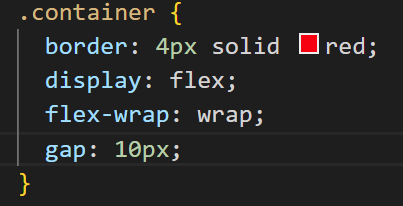 .container {
border: 4px solid red;
display: flex;
flex-wrap: wrap;
gap: 10px;
}